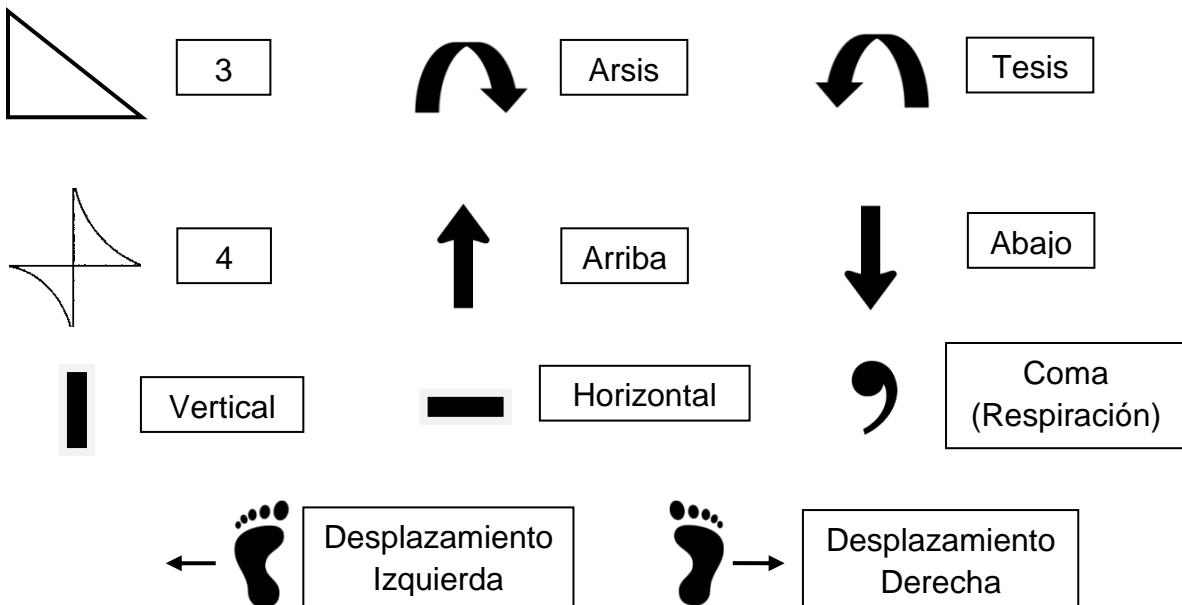 3
Arsis
Tesis
4
Arriba
Abajo
Vertical
Horizontal
Coma
(Respiración)
Desplazamiento
Izquierda
Desplazamiento
Derecha